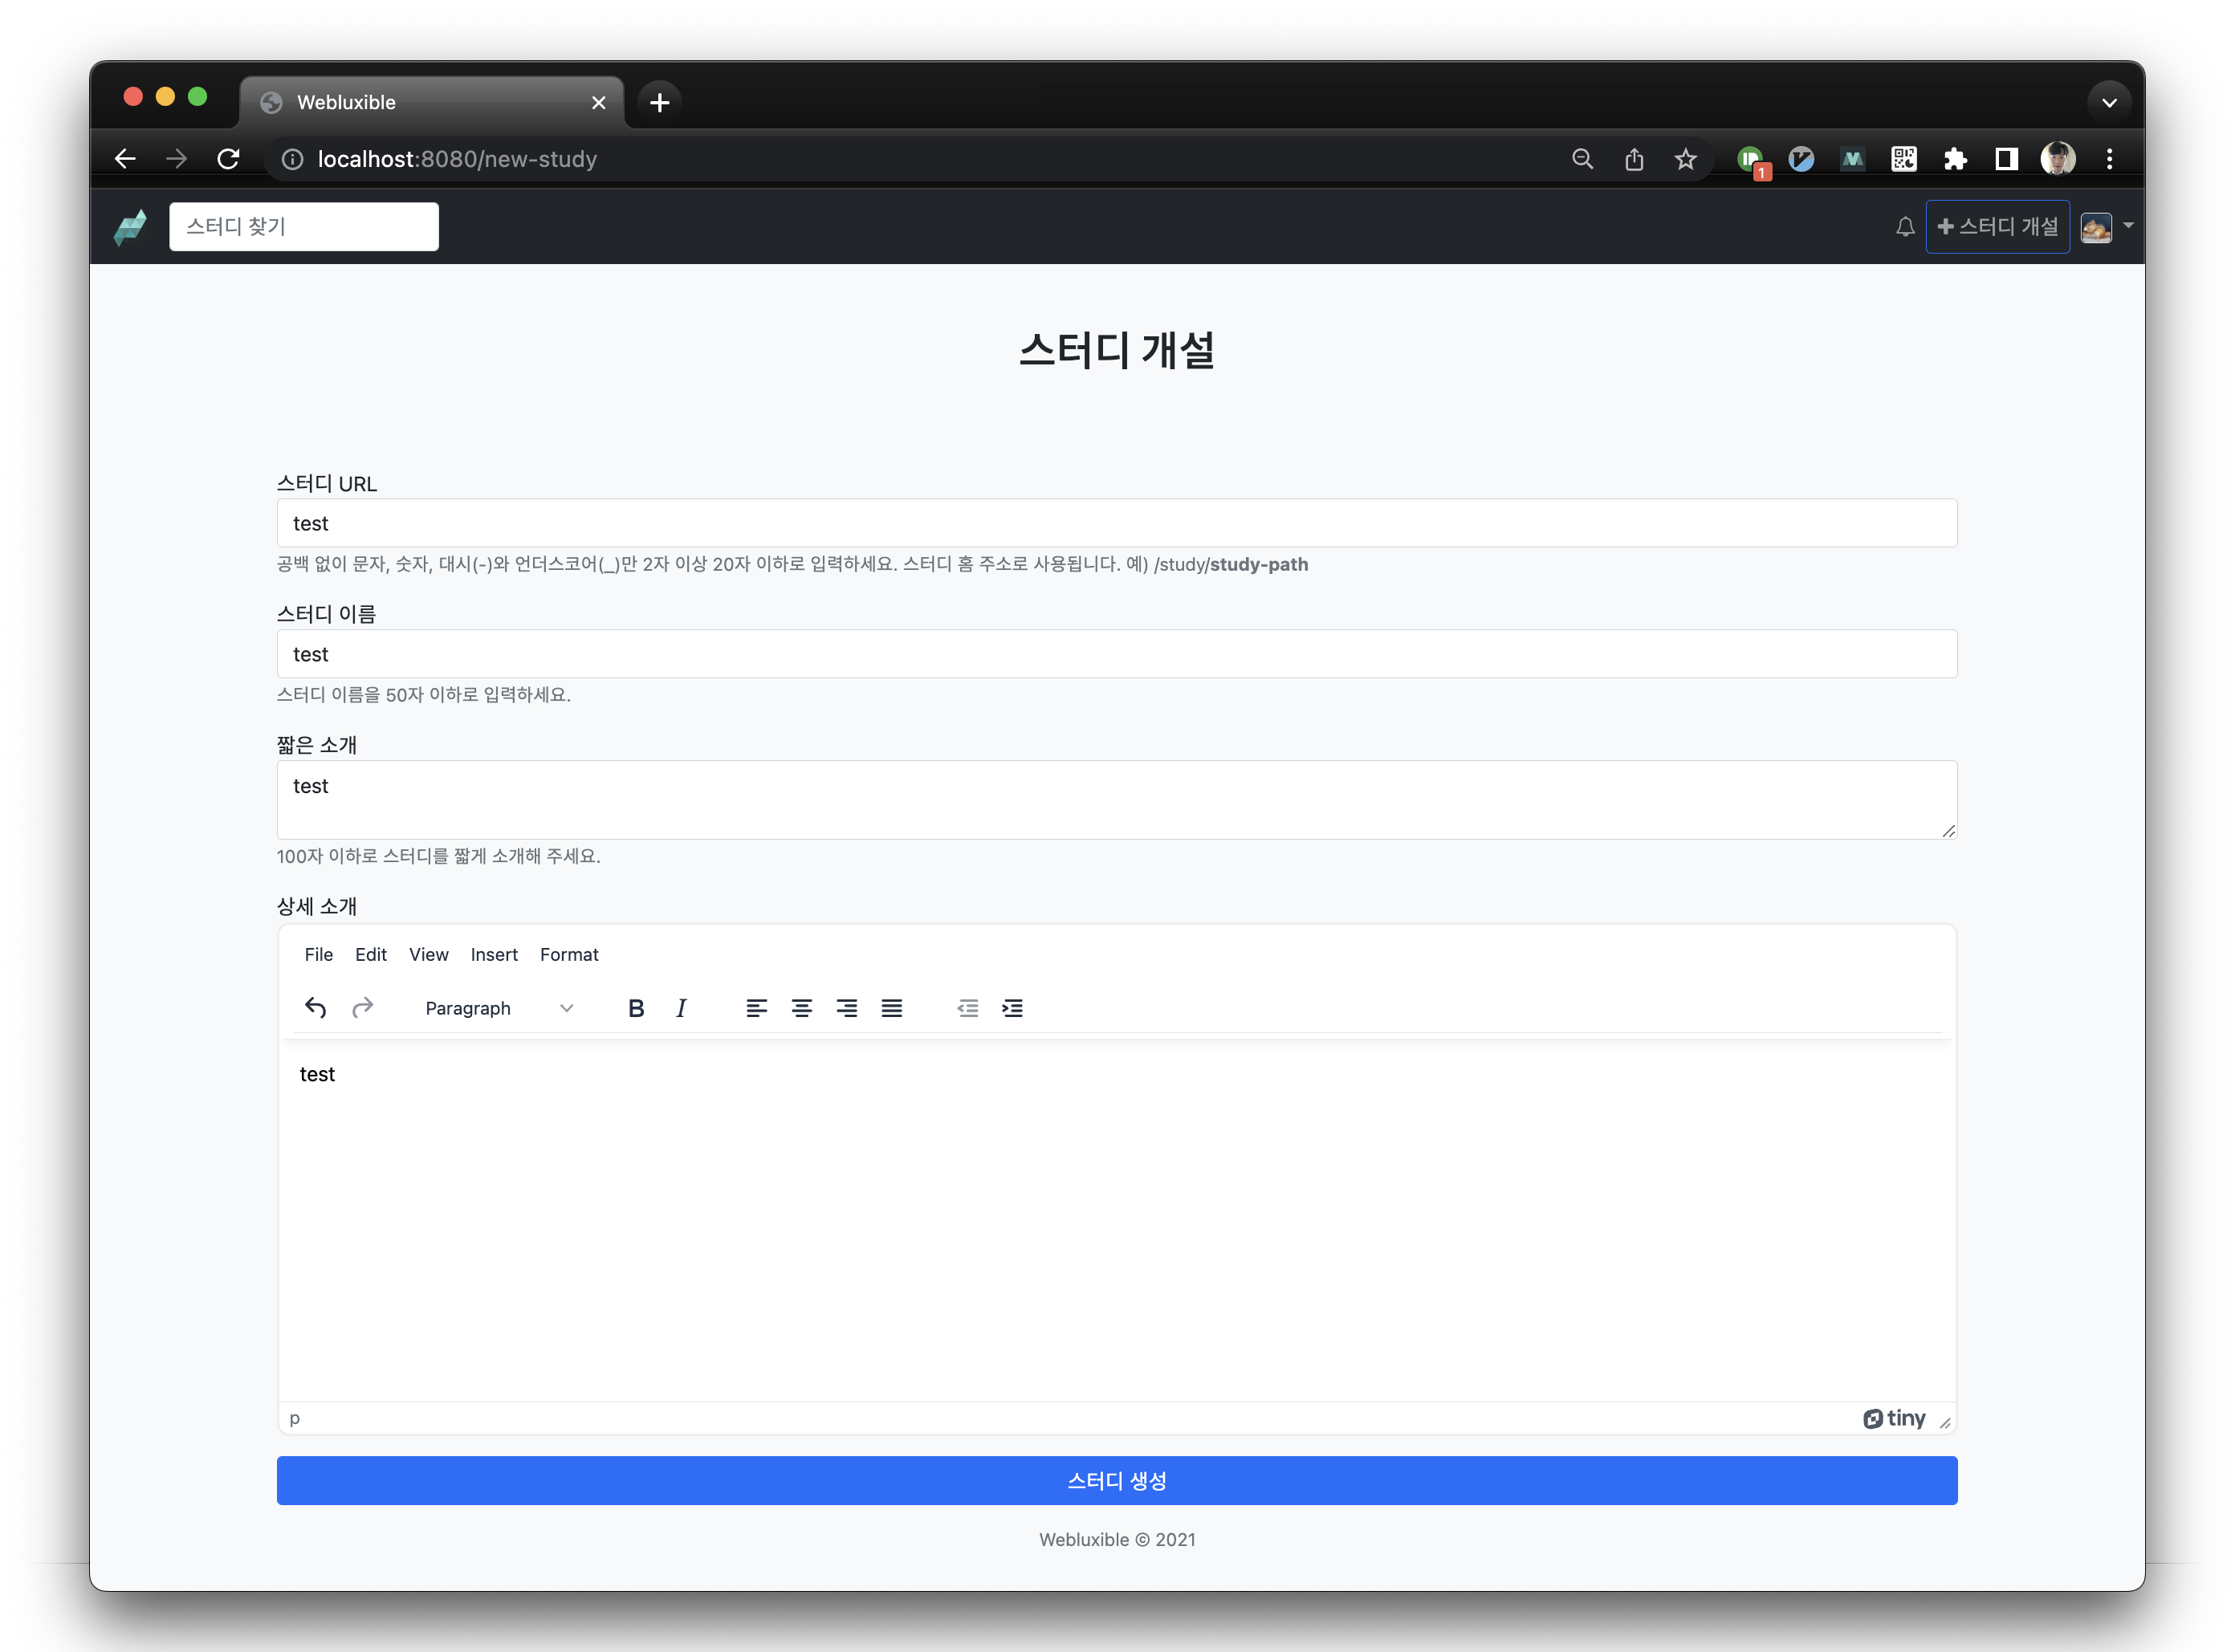 Webluxible
localhost:8080/new-study
1
스터디 찾기
스터디 개설
스터디 개설
스터디 URL
test
공백 없이 문자, 숫자, 대시(-)와 언더스코어(_)만 2자 이상 20자 이하로 입력하세요. 스터디 홈 주소로 사용됩니다. 예) /study/study-path
스터디 이름
test
스터디 이름을 50자 이하로 입력하세요.
짧은 소개
test
100자 이하로 스터디를 짧게 소개해 주세요.
상세 소개
File Edit View Insert Format
Paragraph B I
test
p tiny
스터디 생성
Webluxible © 2021